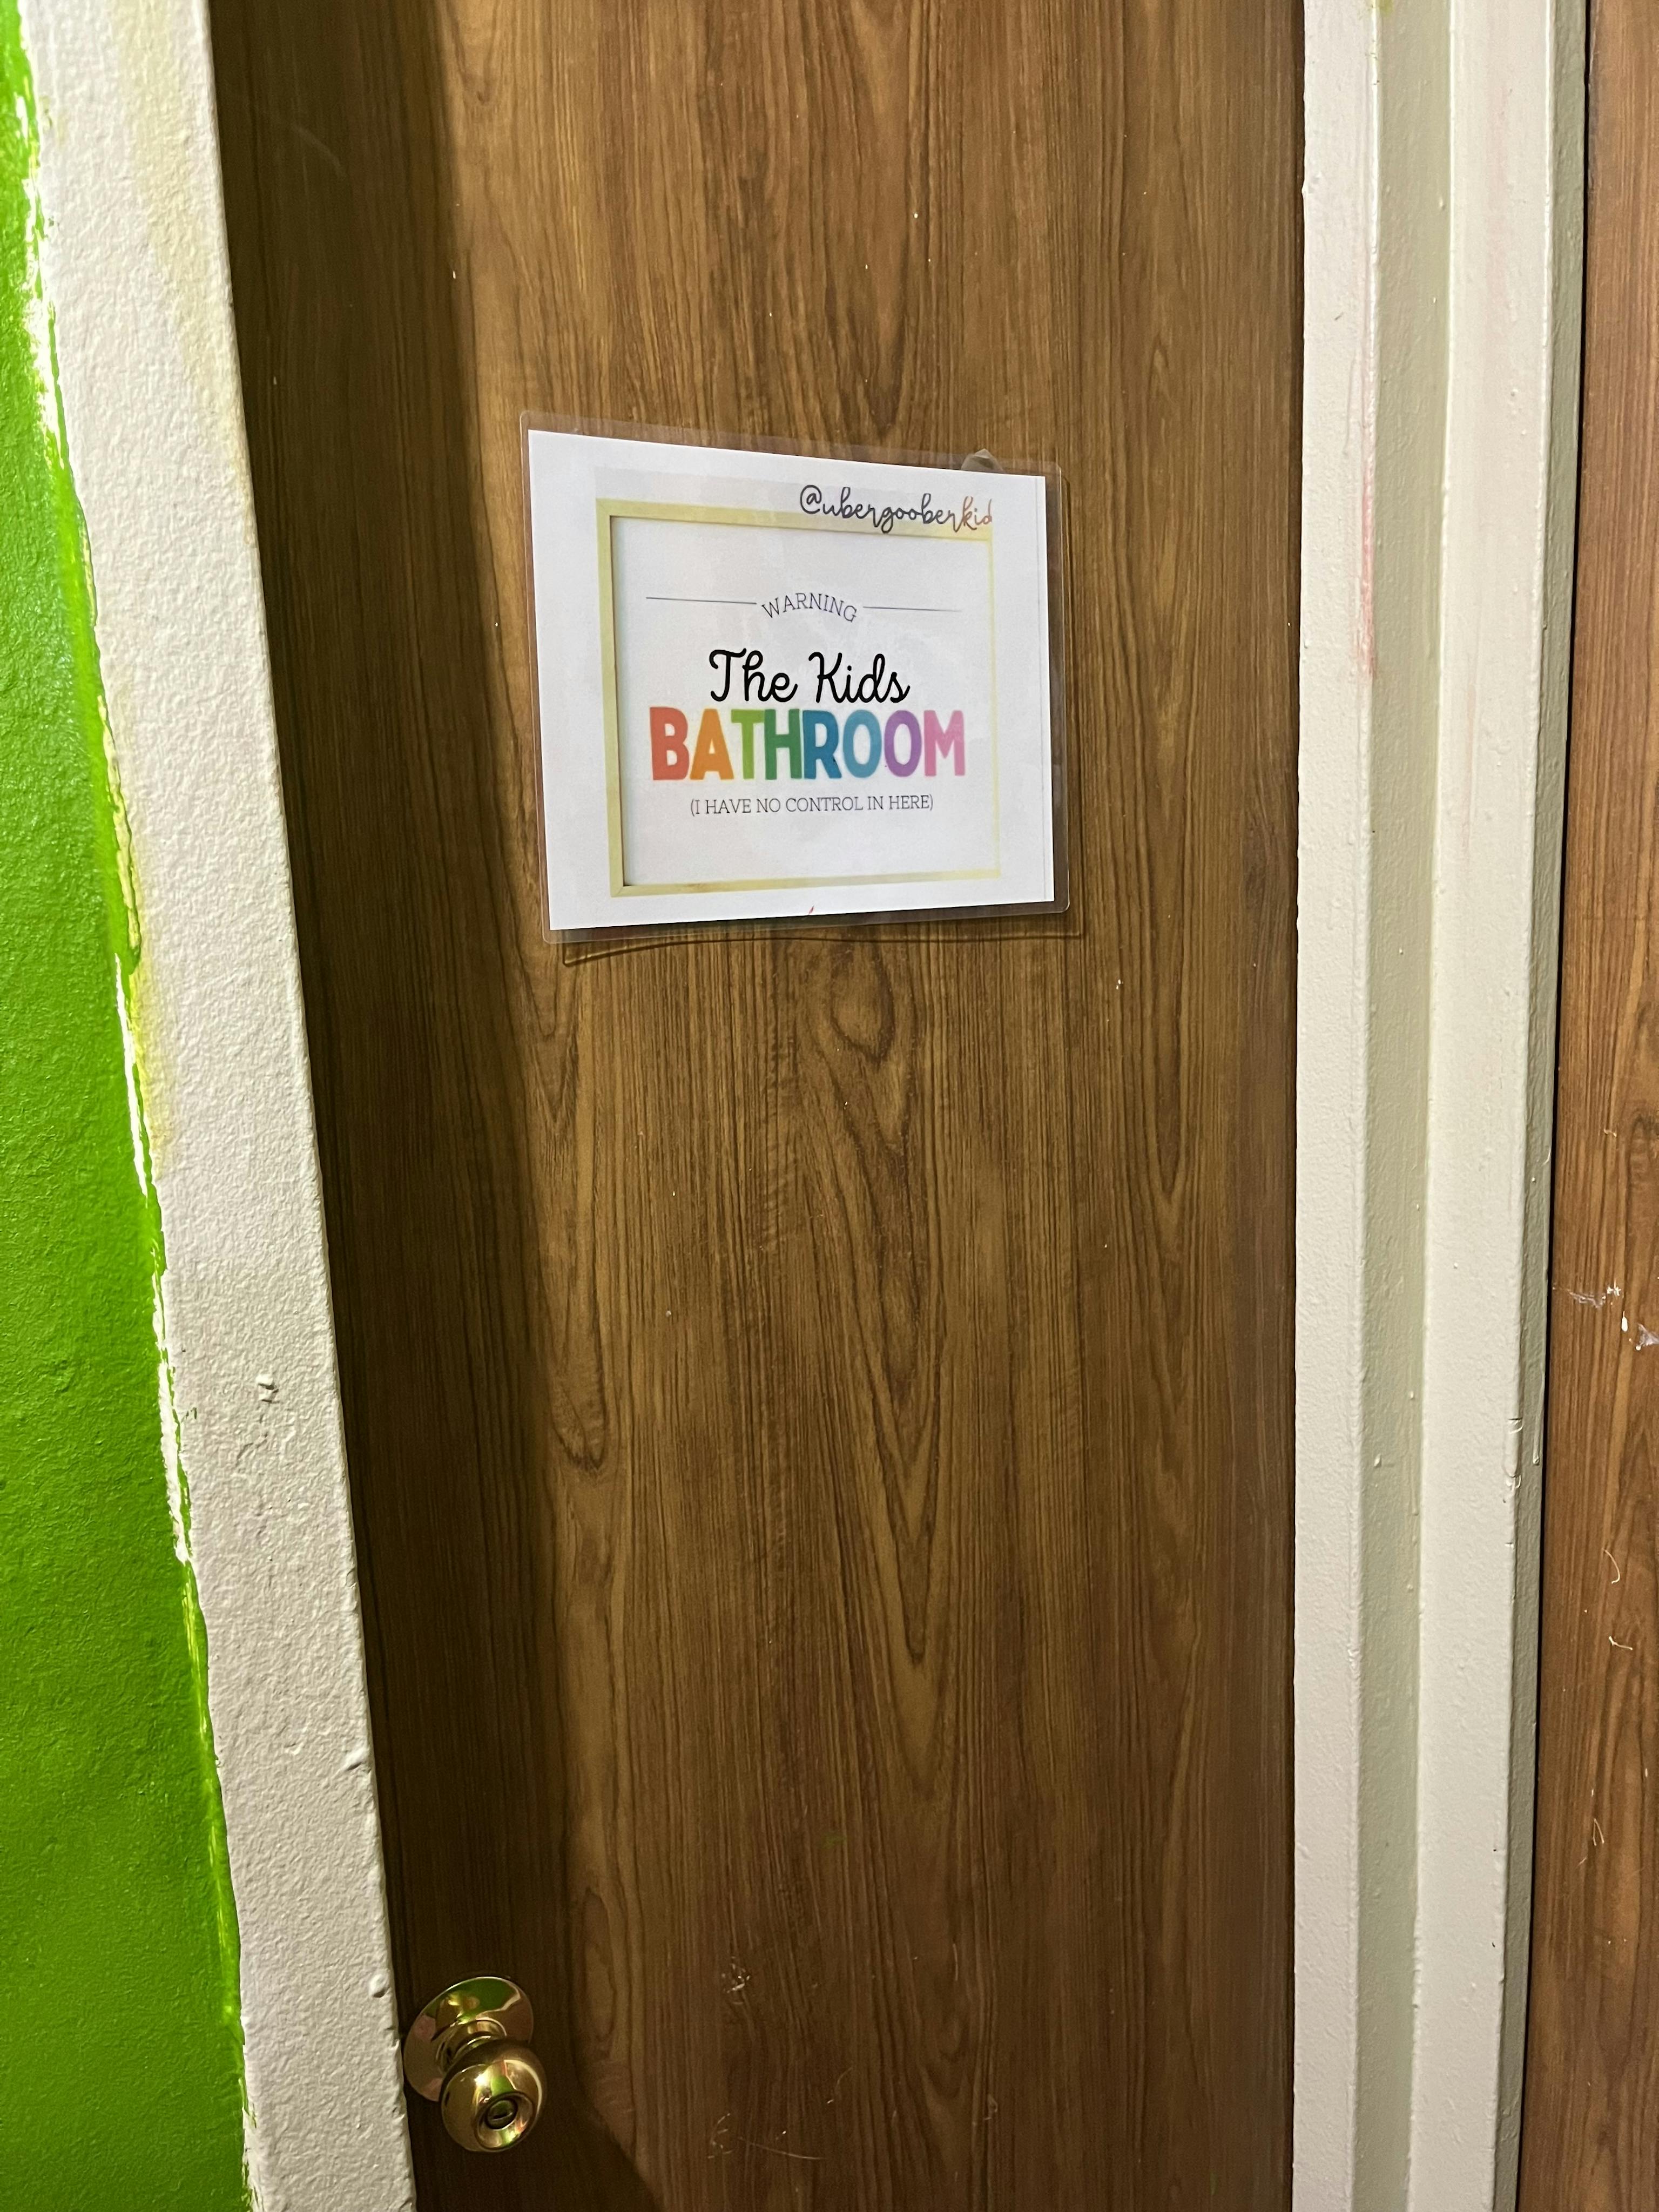 @ubergooberkid
WARNING
The Kids
BATHROOM
(I HAVE NO CONTROL IN HERE)